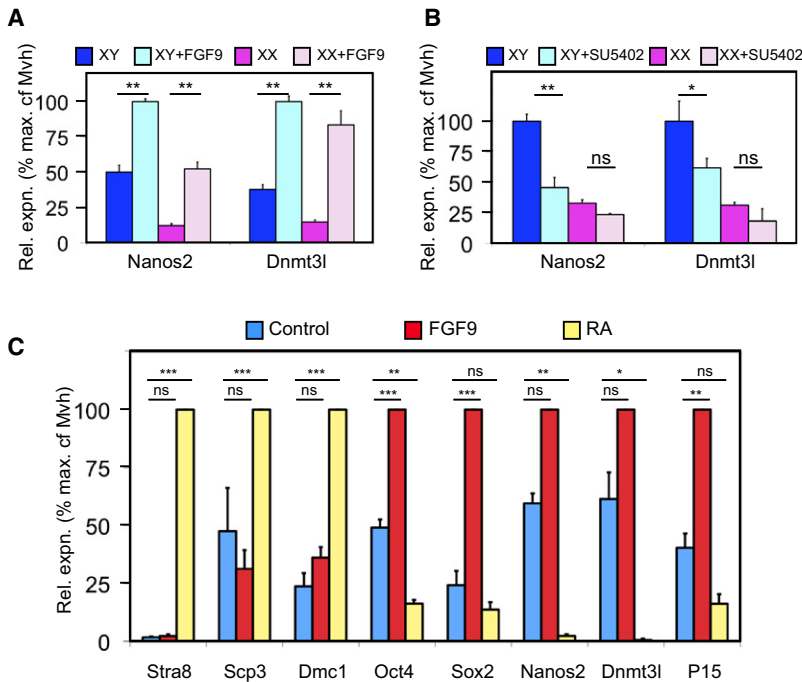 A
XY XY+FGF9 XX XX+FGF9
** ** ** **
100
75
50
25
0
Rel. expn. (% max. cf Mvh)
Nanos2 Dnmt3l
B
XY XY+SU5402 XX XX+SU5402
** ns * ns
100
75
50
25
0
Rel. expn. (% max. cf Mvh)
Nanos2 Dnmt3l
C
Control FGF9 RA
*** *** *** ** ns ** * ns
ns ns ns *** *** ns ns **
100
75
50
25
0
Rel. expn. (% max. cf Mvh)
Stra8 Scp3 Dmc1 Oct4 Sox2 Nanos2 Dnmt3l P15